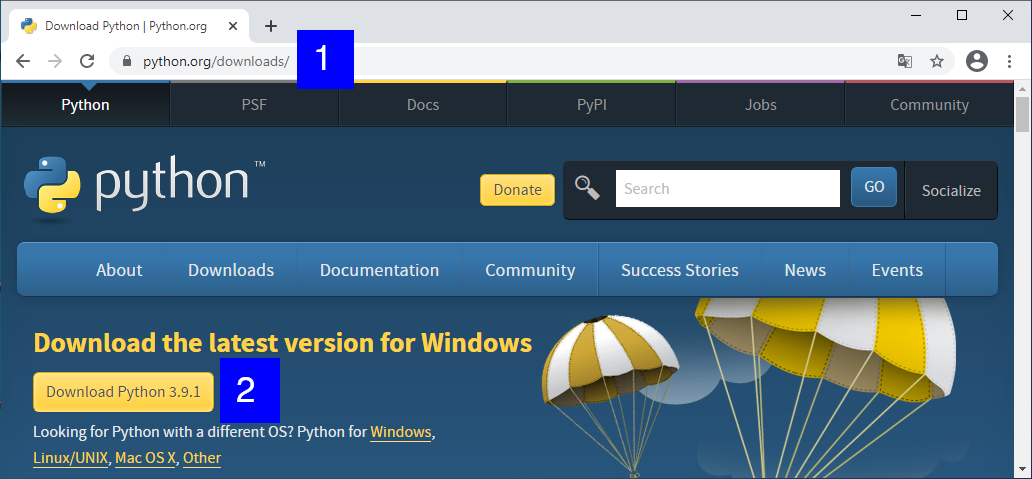 Download Python | Python.org
python.org/downloads/
1
Python PSF Docs PyPI Jobs Community
python™
Donate Search GO Socialize
About Downloads Documentation Community Success Stories News Events
Download the latest version for Windows
Download Python 3.9.1
2
Looking for Python with a different OS? Python for Windows,
Linux/UNIX, Mac OS X, Other